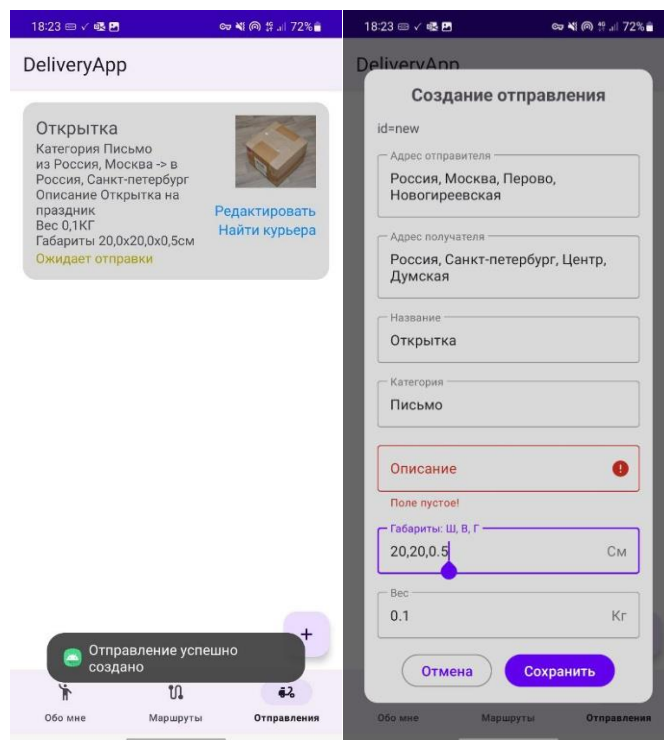 18:23
72%
DeliveryApp
Открытка
Категория Письмо
из Россия, Москва -> в
Россия, Санкт-петербург
Описание Открытка на
праздник
Вес 0,1КГ
Габариты 20,0x20,0x0,5см
Ожидает отправки
Редактировать
Найти курьера
+
Отправление успешно
создано
Обо мне
Маршруты
Отправления
18:23
72%
DeliveryApp
Создание отправления
id=new
Адрес отправителя
Россия, Москва, Перово,
Новогиреевская
Адрес получателя
Россия, Санкт-петербург, Центр,
Думская
Название
Открытка
Категория
Письмо
Описание
Поле пустое!
Габариты: Ш, В, Г
20,20,0.5 См
Вес
0.1 Кг
Отмена
Сохранить
Обо мне
Маршруты
Отправления